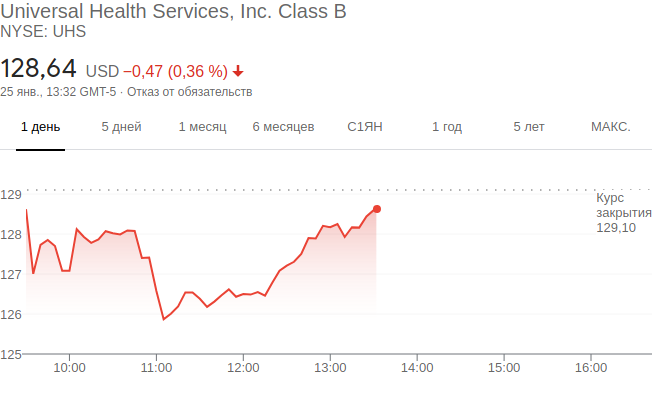 Universal Health Services, Inc. Class B
NYSE: UHS
128,64 USD −0,47 (0,36 %)
25 янв., 13:32 GMT-5 · Отказ от обязательств
1 день 5 дней 1 месяц 6 месяцев С1ЯН 1 год 5 лет МАКС.
129
Курс
закрытия
129,10
128
127
126
125
10:00 11:00 12:00 13:00 14:00 15:00 16:00